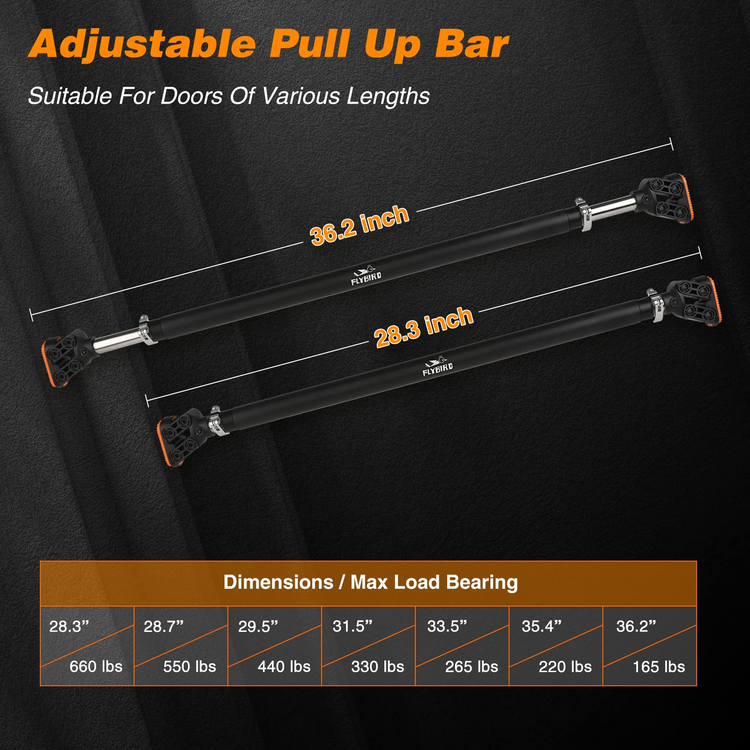 Adjustable Pull Up Bar
Suitable For Doors Of Various Lengths
36.2 inch
FLYBIRD
28.3 inch
FLYBIRD
Dimensions / Max Load Bearing
28.3” 28.7” 29.5” 31.5” 33.5” 35.4” 36.2”
660 lbs 550 lbs 440 lbs 330 lbs 265 lbs 220 lbs 165 lbs